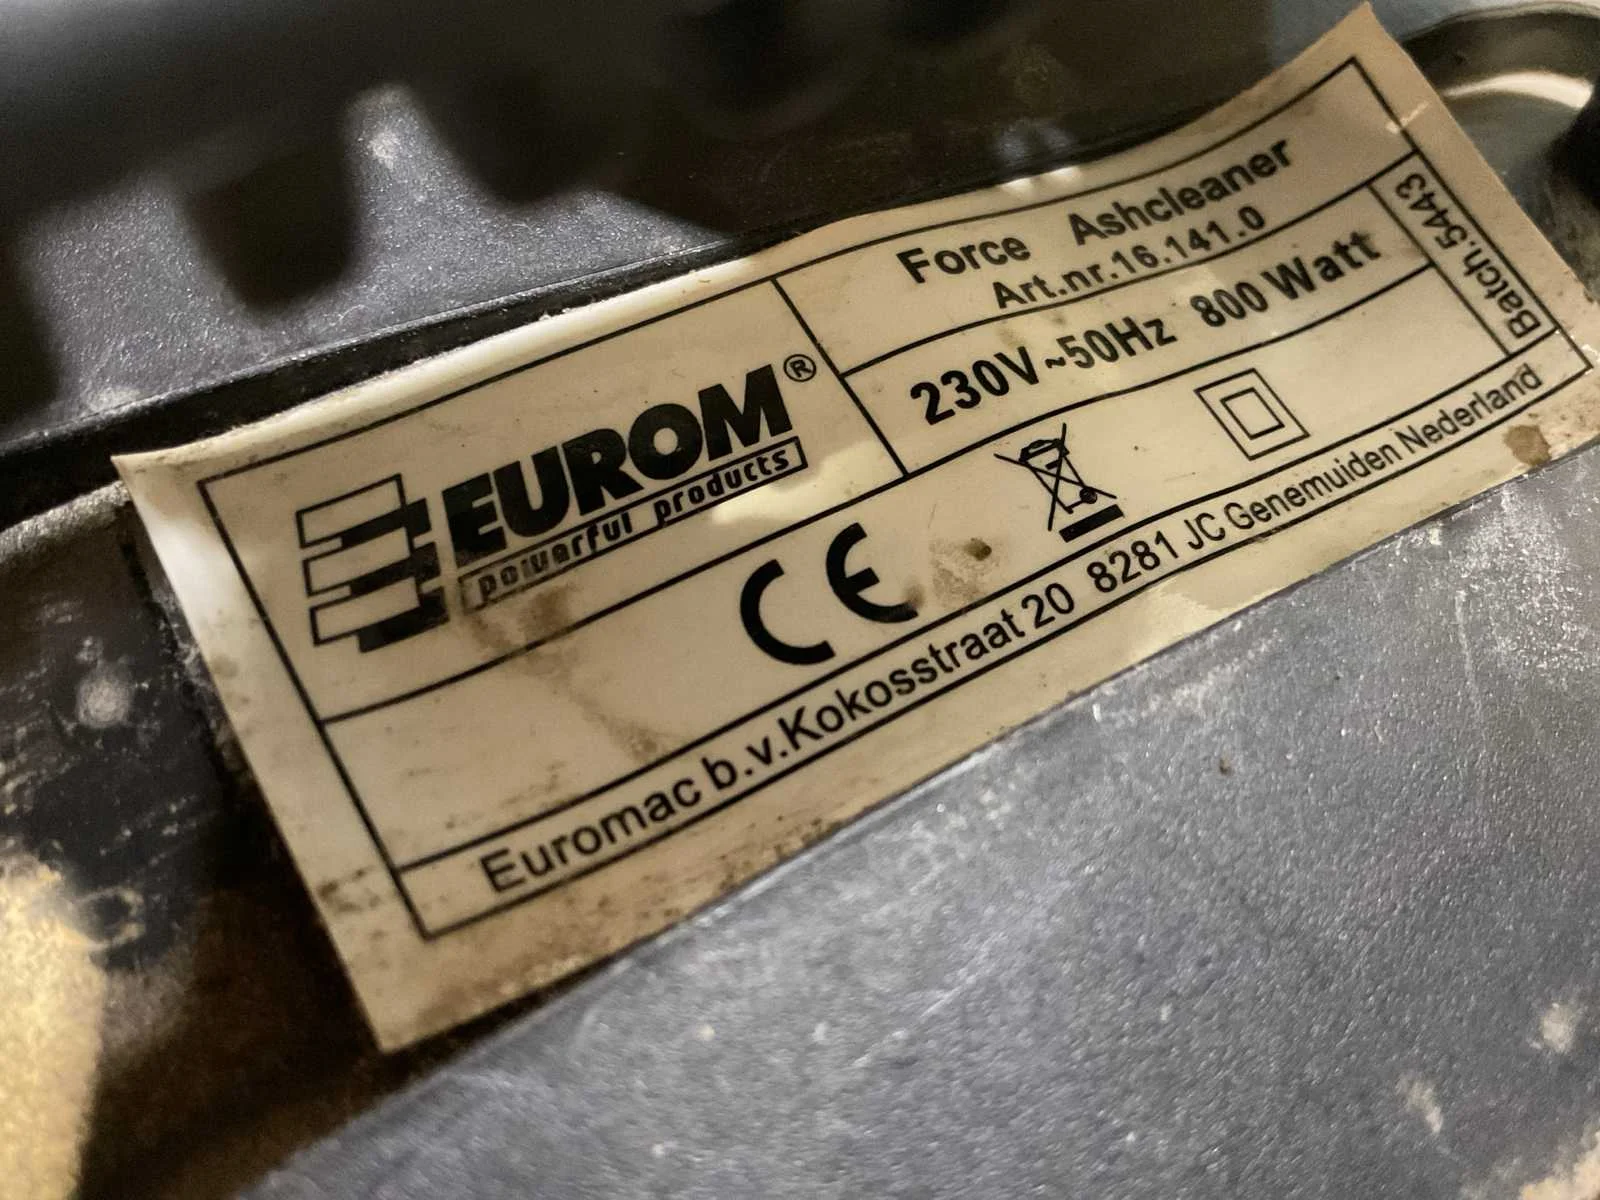 EUROM®
powerful products
Force Ashcleaner
Art.nr.16.141.0
230V~50Hz 800 Watt
Batch.5443
CE
Euromac b.v.Kokosstraat 20 8281 JC Genemuiden Nederland